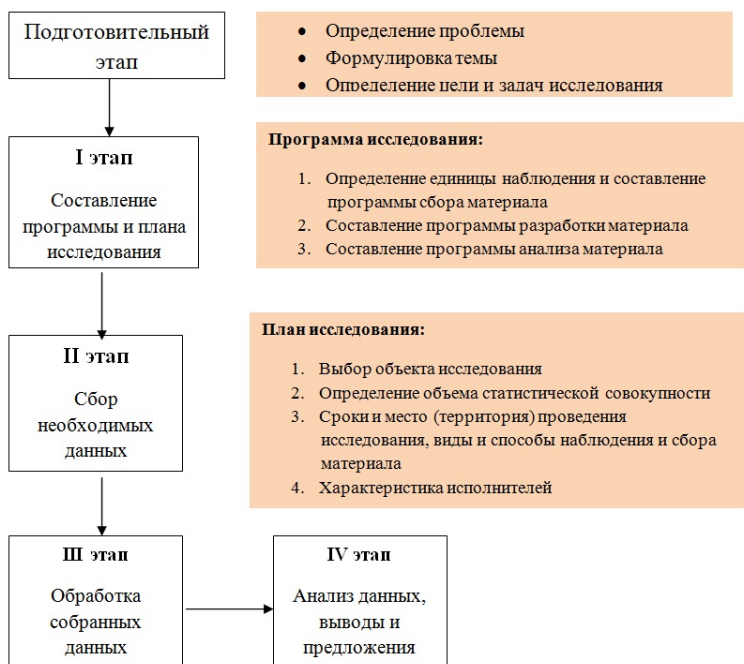 Подготовительный
этап
• Определение проблемы
• Формулировка темы
• Определение цели и задач исследования
I этап
Составление
программы и плана
исследования
Программа исследования:
1. Определение единицы наблюдения и составление
программы сбора материала
2. Составление программы разработки материала
3. Составление программы анализа материала
II этап
Сбор
необходимых
данных
План исследования:
1. Выбор объекта исследования
2. Определение объема статистической совокупности
3. Сроки и место (территория) проведения
исследования, виды и способы наблюдения и сбора
материала
4. Характеристика исполнителей
III этап
Обработка
собранных
данных
IV этап
Анализ данных,
выводы и
предложения